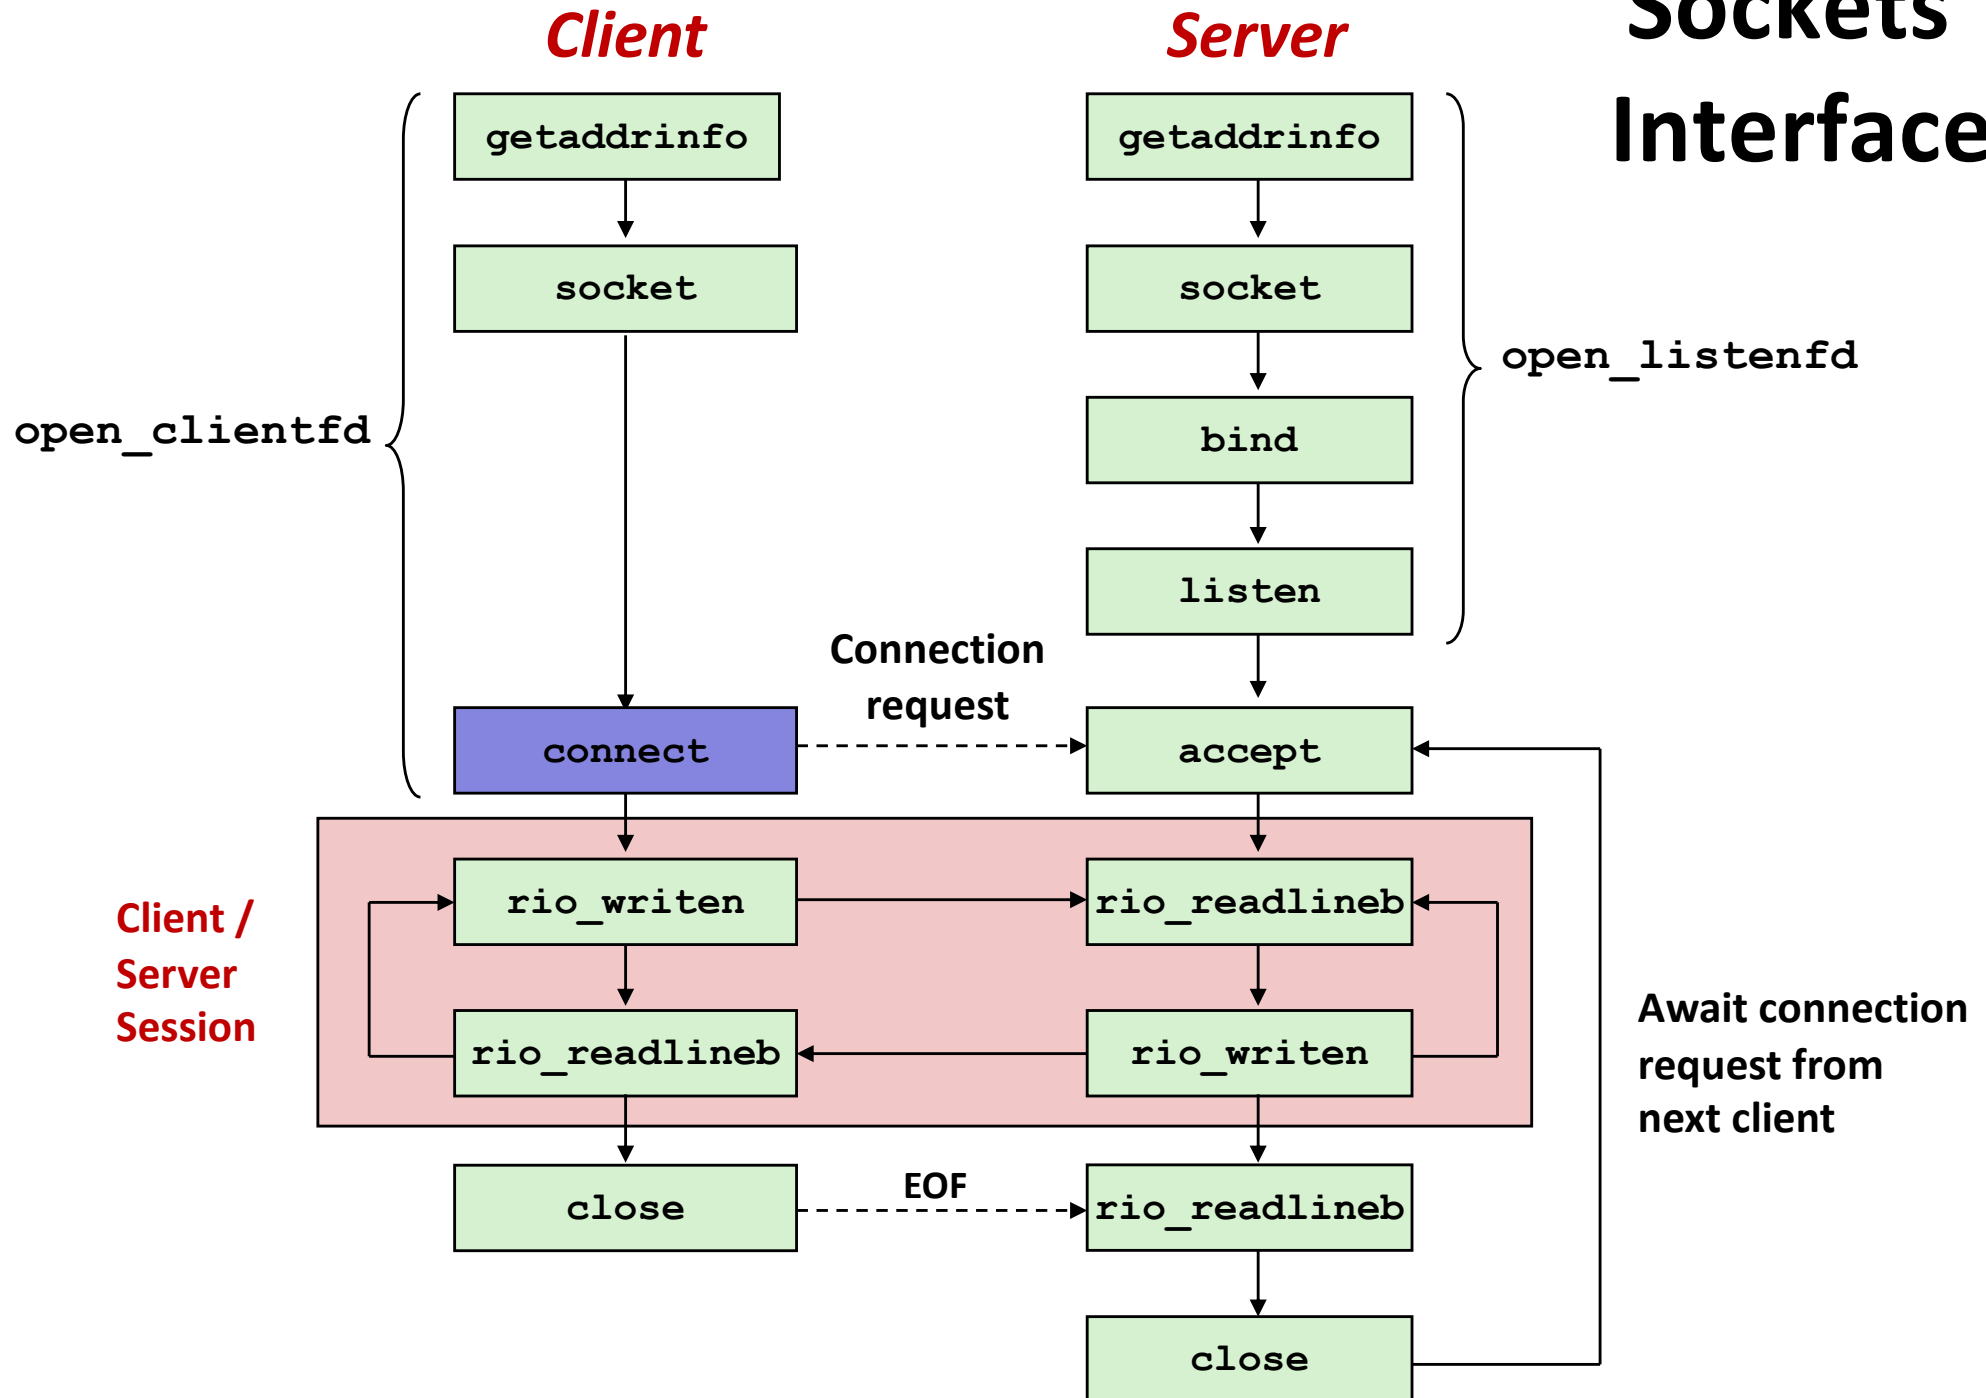 Sockets
Interface
Client
Server
getaddrinfo
getaddrinfo
socket
socket
open_clientfd
open_listenfd
bind
listen
Connection
request
connect
accept
Client /
Server
Session
rio_writen
rio_readlineb
rio_readlineb
rio_writen
Await connection
request from
next client
close
EOF
rio_readlineb
close